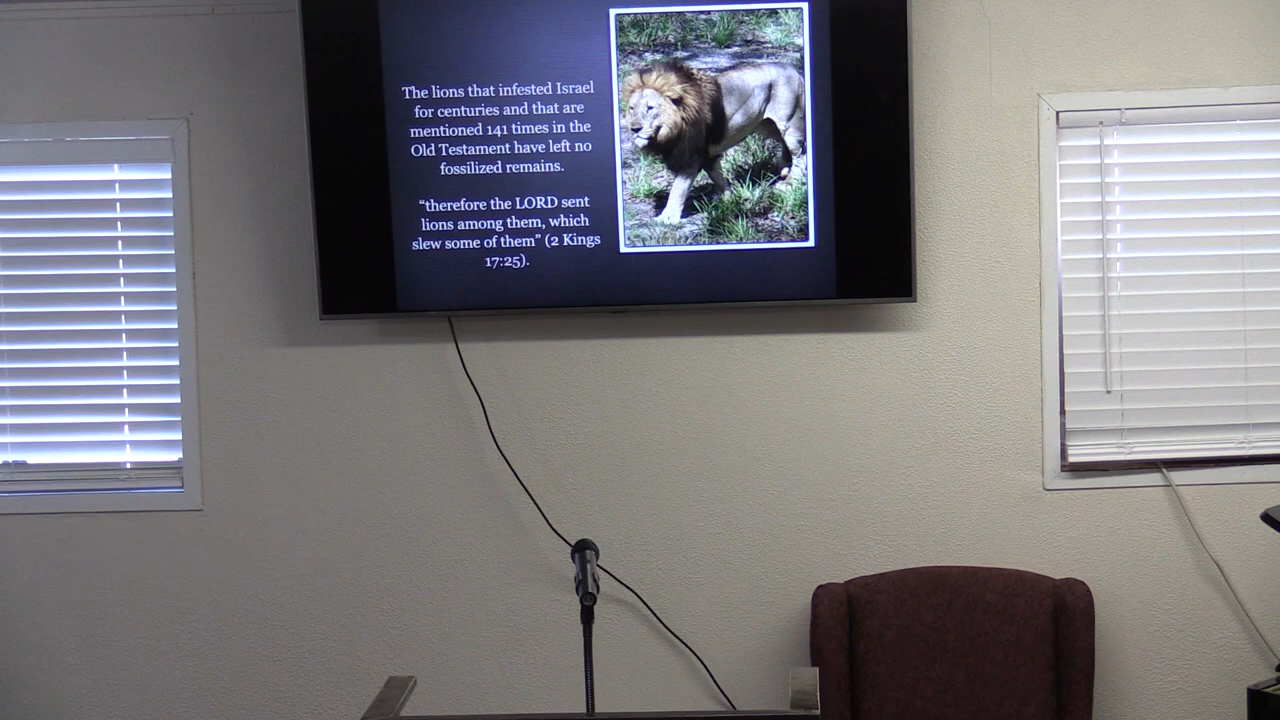 The lions that infested Israel
for centuries and that are
mentioned 141 times in the
Old Testament have left no
fossilized remains.
“therefore the LORD sent
lions among them, which
slew some of them” (2 Kings
17:25).